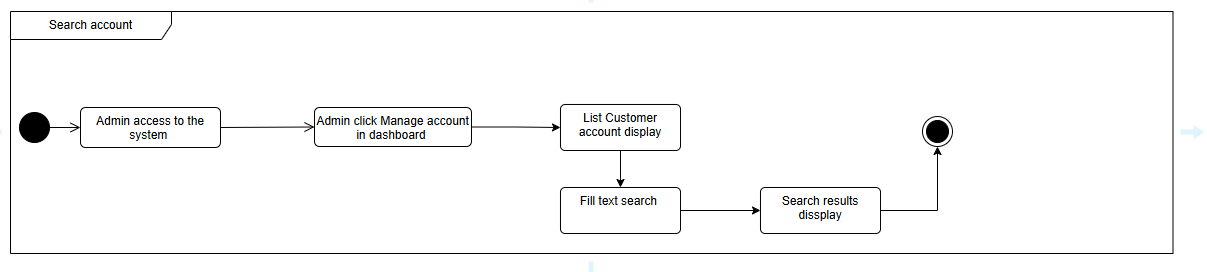 Search account
Admin access to the
system
Admin click Manage account
in dashboard
List Customer
account display
Fill text search
Search results
dissplay